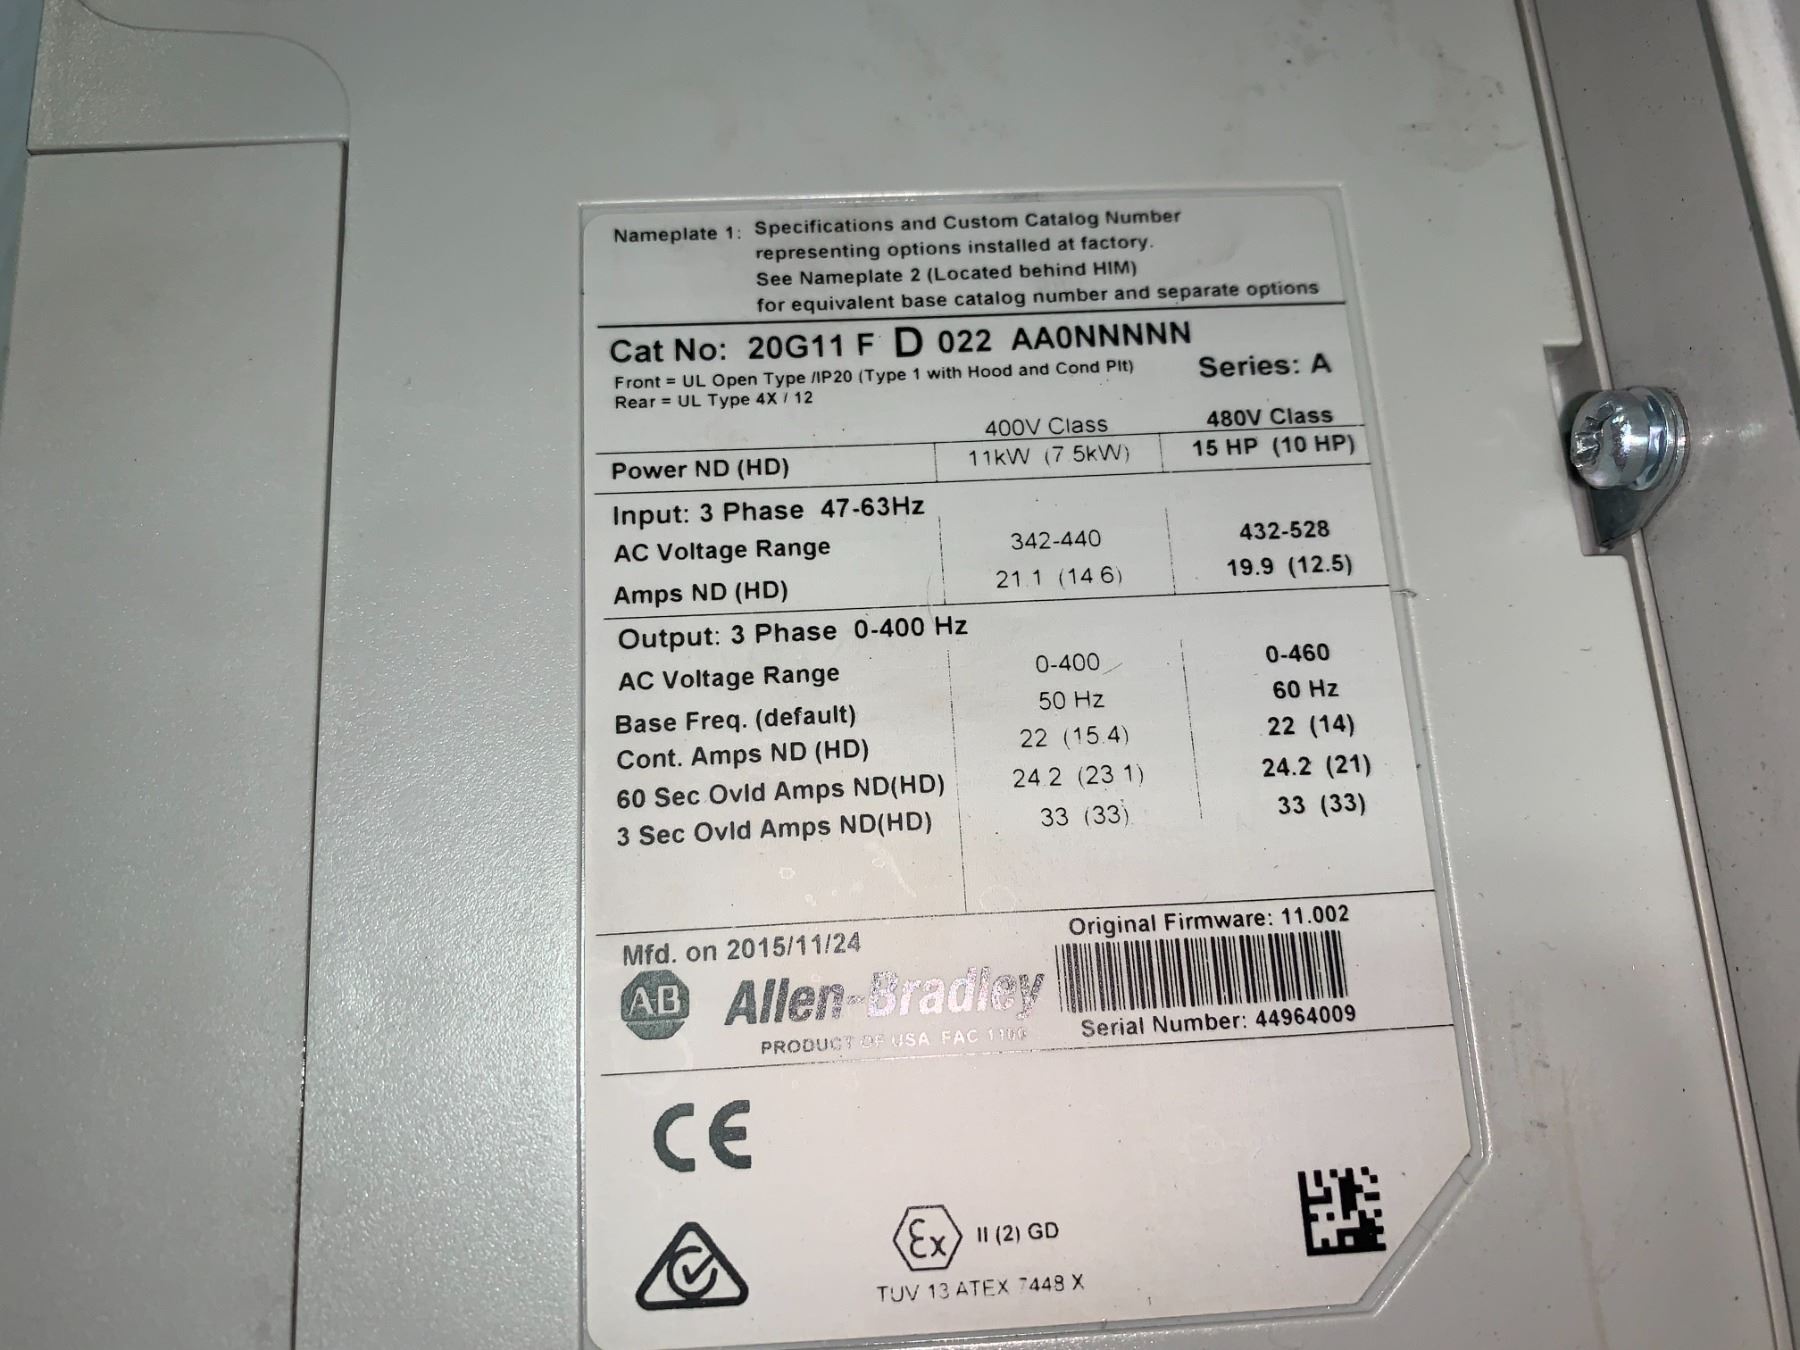 Nameplate 1: Specifications and Custom Catalog Number
representing options installed at factory.
See Nameplate 2 (Located behind HIM)
for equivalent base catalog number and separate options
Cat No: 20G11 F D 022 AA0NNNNN
Front = UL Open Type /IP20 (Type 1 with Hood and Cond Plt) Series: A
Rear = UL Type 4X / 12
400V Class 480V Class
Power ND (HD) 11kW (7.5kW) 15 HP (10 HP)
Input: 3 Phase 47-63Hz
AC Voltage Range 342-440 432-528
Amps ND (HD) 21.1 (14.6) 19.9 (12.5)
Output: 3 Phase 0-400 Hz
AC Voltage Range 0-400 0-460
Base Freq. (default) 50 Hz 60 Hz
Cont. Amps ND (HD) 22 (15.4) 22 (14)
60 Sec Ovld Amps ND(HD) 24.2 (23.1) 24.2 (21)
3 Sec Ovld Amps ND(HD) 33 (33) 33 (33)
Original Firmware: 11.002
Mfd. on 2015/11/24
AB Allen-Bradley
PRODUCT OF USA FAC 1100
Serial Number: 44964009
CE
Ex II (2) GD
TUV 13 ATEX 7448 X